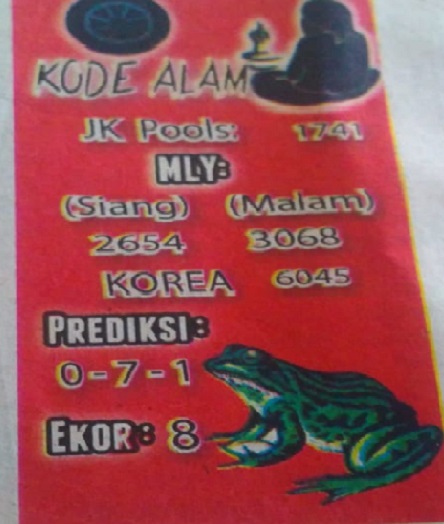 KODE ALAM
JK Pools: 1741
MLY:
(Siang) (Malam)
2654 3068
KOREA 6045
PREDIKSI:
0-7-1
EKOR: 8